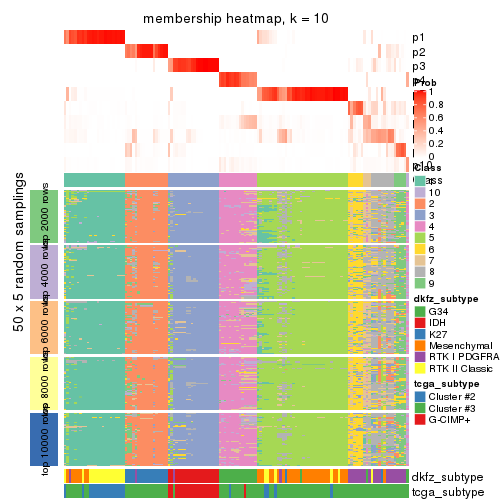 membership heatmap, k = 10
p1
p2
p3
p4
Prob
1
0.8
0.6
0.4
0.2
0
Class
10
2
3
4
5
6
7
8
9
50 x 5 random samplings
top 2000 rows
top 4000 rows
top 6000 rows
top 8000 rows
top 10000 rows
dkfz_subtype
G34
IDH
K27
Mesenchymal
RTK I PDGFRA
RTK II Classic
tcga_subtype
Cluster #2
Cluster #3
G-CIMP+
dkfz_subtype
tcga_subtype